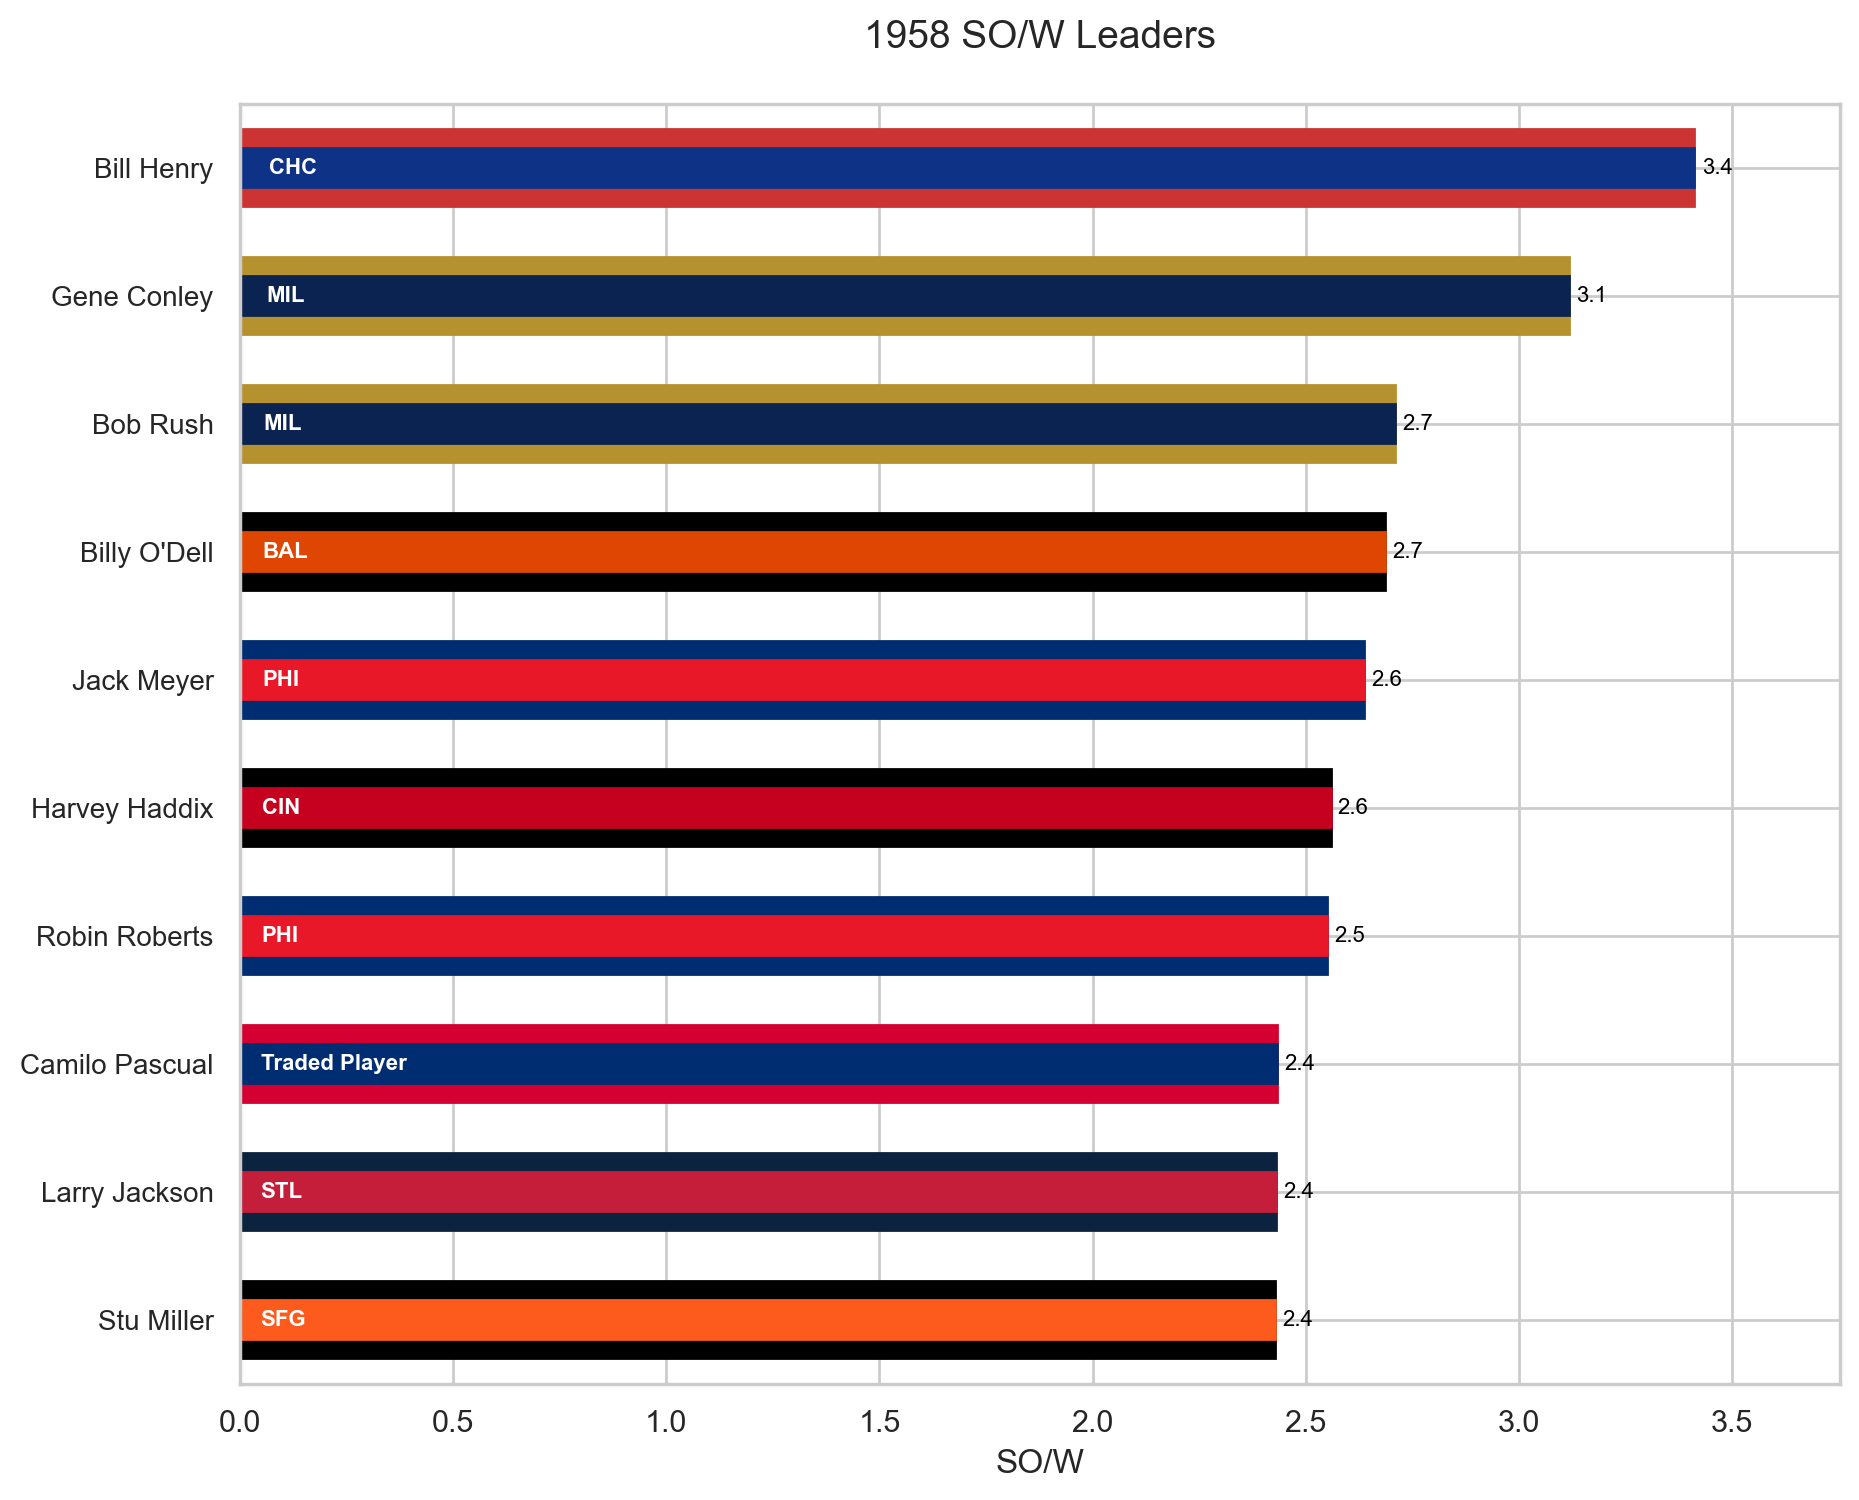 1958 SO/W Leaders
Bill Henry CHC 3.4
Gene Conley MIL 3.1
Bob Rush MIL 2.7
Billy O'Dell BAL 2.7
Jack Meyer PHI 2.6
Harvey Haddix CIN 2.6
Robin Roberts PHI 2.5
Camilo Pascual Traded Player 2.4
Larry Jackson STL 2.4
Stu Miller SFG 2.4
0.0 0.5 1.0 1.5 2.0 2.5 3.0 3.5
SO/W